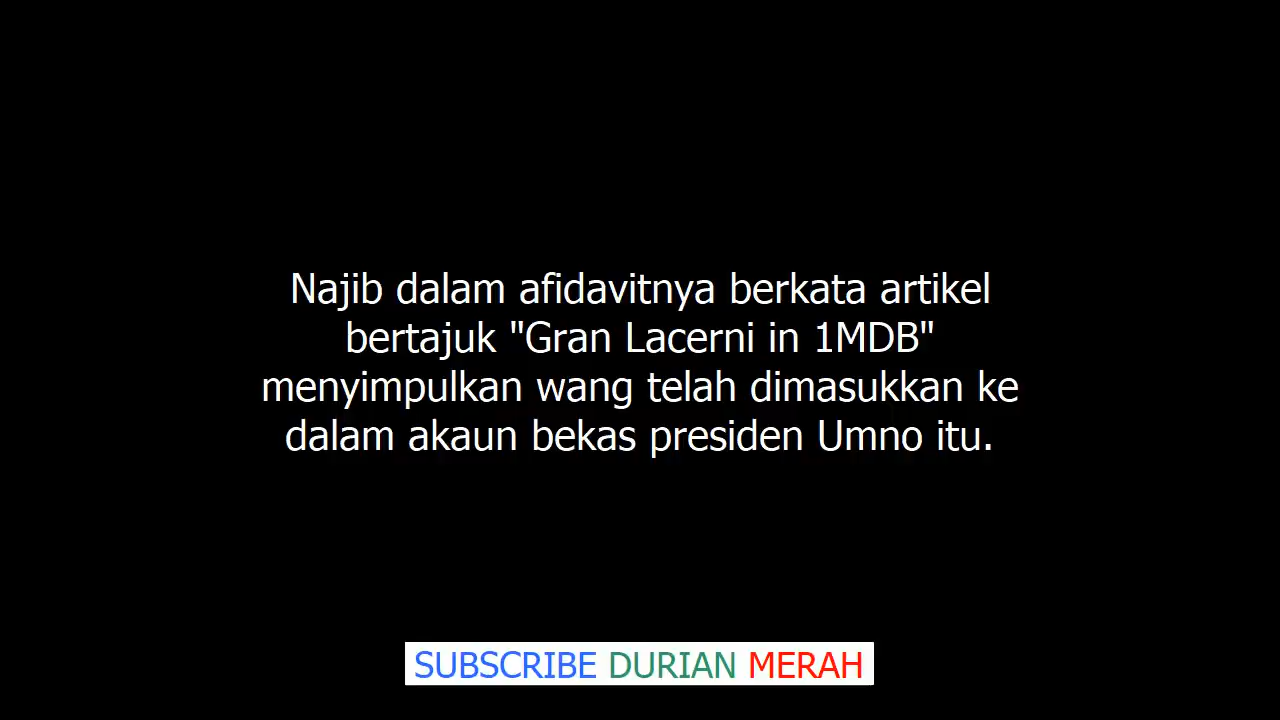 Najib dalam afidavitnya berkata artikel
bertajuk "Gran Lacerni in 1MDB"
menyimpulkan wang telah dimasukkan ke
dalam akaun bekas presiden Umno itu.
SUBSCRIBE DURIAN MERAH